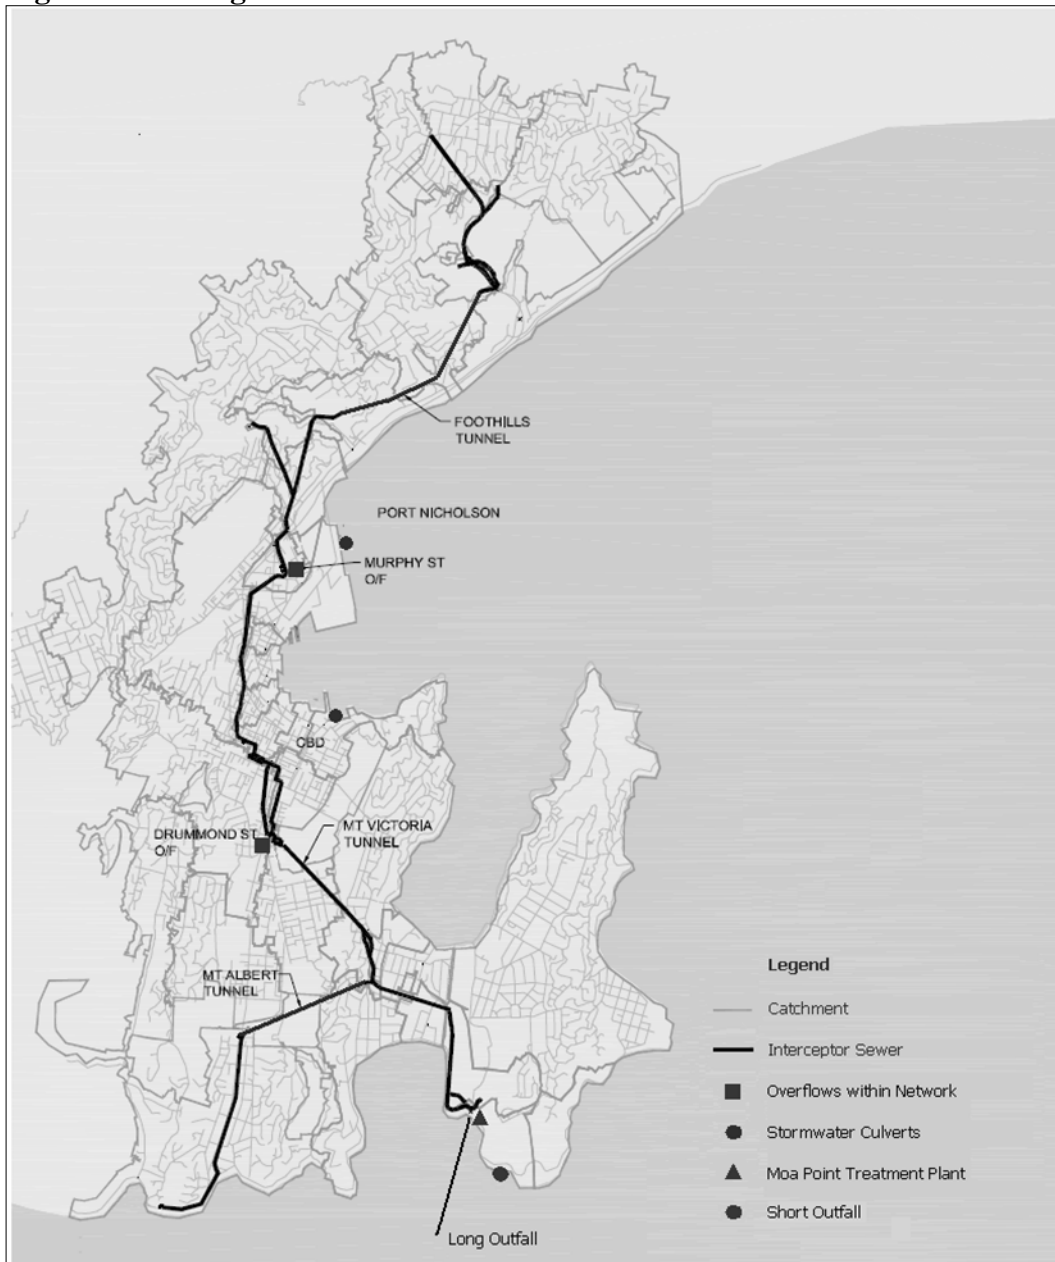 FOOTHILLS
TUNNEL
PORT NICHOLSON
MURPHY ST
O/F
CBD
DRUMMOND ST
O/F
MT VICTORIA
TUNNEL
MT ALBERT
TUNNEL
Legend
Catchment
Interceptor Sewer
Overflows within Network
Stormwater Culverts
Moa Point Treatment Plant
Short Outfall
Long Outfall